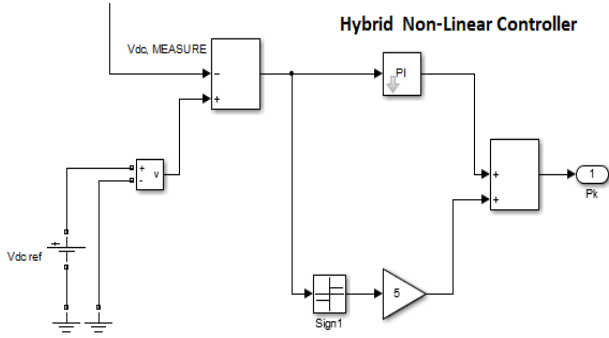 Hybrid Non-Linear Controller
Vdc, MEASURE
−
+
PI
+
-
v
+
+
1
Pk
+
Vdc ref
5
Sign1